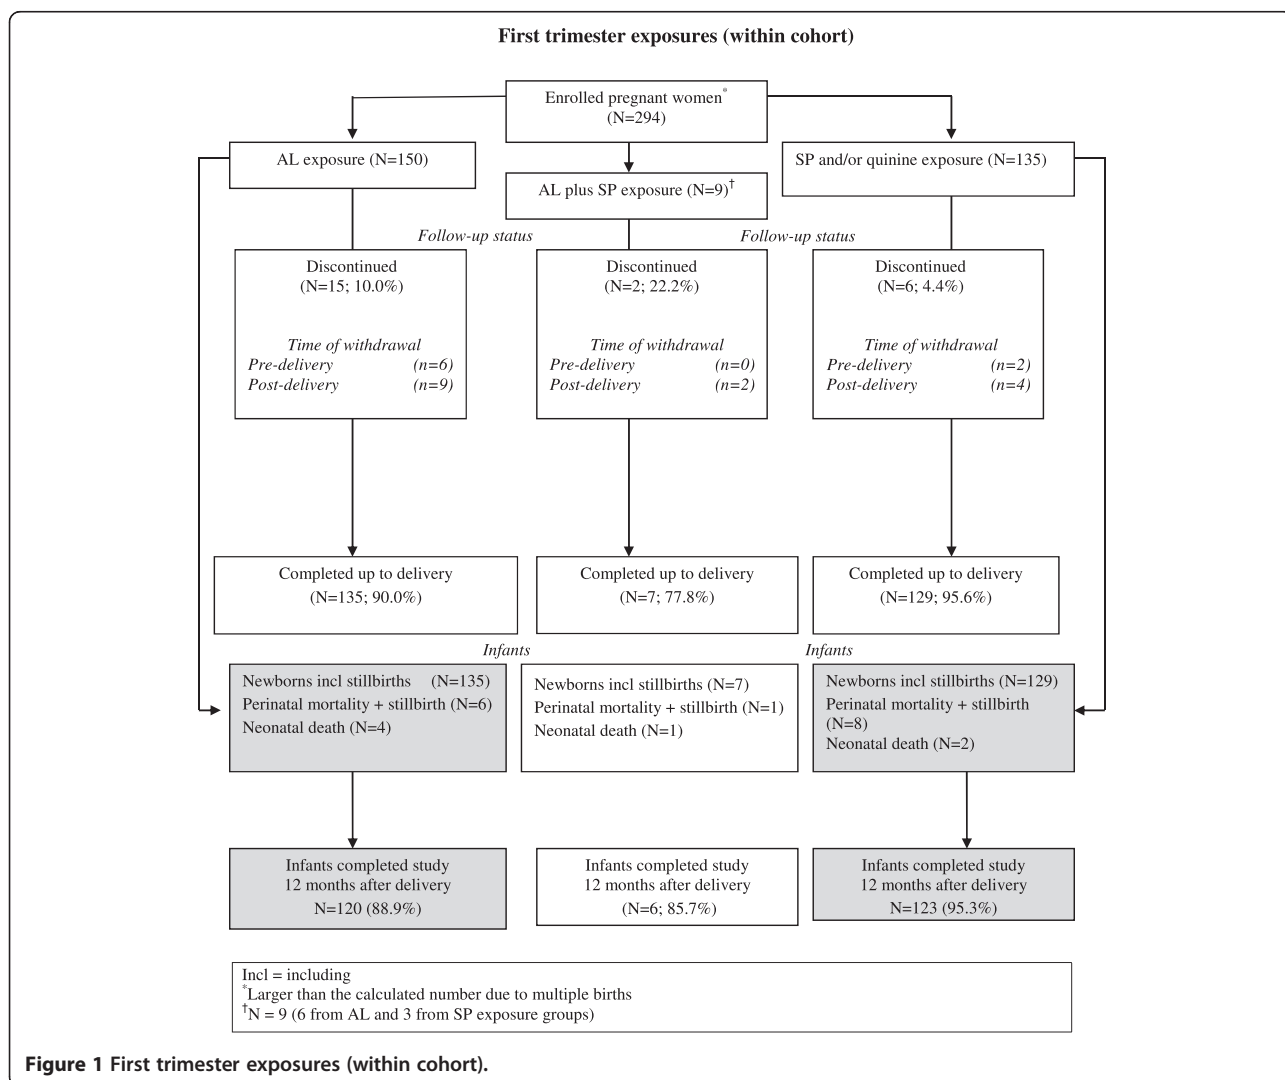 First trimester exposures (within cohort)
Enrolled pregnant women*
(N=294)
AL exposure (N=150)
AL plus SP exposure (N=9)†
SP and/or quinine exposure (N=135)
Follow-up status
Follow-up status
Discontinued
(N=15; 10.0%)
Time of withdrawal
Pre-delivery (n=6)
Post-delivery (n=9)
Discontinued
(N=2; 22.2%)
Time of withdrawal
Pre-delivery (n=0)
Post-delivery (n=2)
Discontinued
(N=6; 4.4%)
Time of withdrawal
Pre-delivery (n=2)
Post-delivery (n=4)
Completed up to delivery
(N=135; 90.0%)
Completed up to delivery
(N=7; 77.8%)
Completed up to delivery
(N=129; 95.6%)
Infants
Infants
Newborns incl stillbirths (N=135)
Perinatal mortality + stillbirth (N=6)
Neonatal death (N=4)
Newborns incl stillbirths (N=7)
Perinatal mortality + stillbirth (N=1)
Neonatal death (N=1)
Newborns incl stillbirths (N=129)
Perinatal mortality + stillbirth
(N=8)
Neonatal death (N=2)
Infants completed study
12 months after delivery
N=120 (88.9%)
Infants completed study
12 months after delivery
(N=6; 85.7%)
Infants completed study
12 months after delivery
N=123 (95.3%)
Incl = including
*Larger than the calculated number due to multiple births
†N = 9 (6 from AL and 3 from SP exposure groups)
Figure 1 First trimester exposures (within cohort).